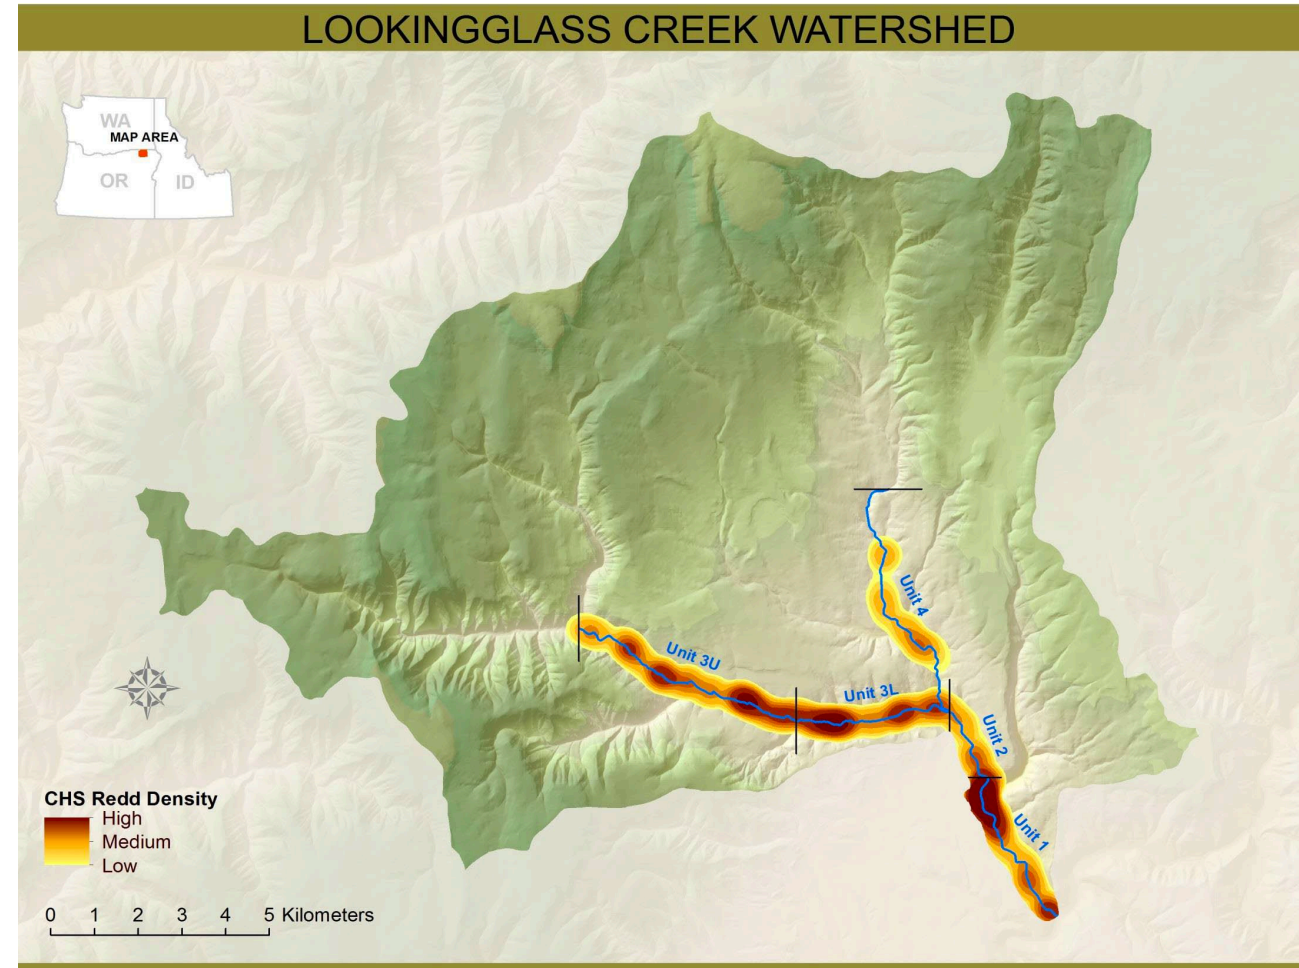 LOOKINGGLASS CREEK WATERSHED
WA
MAP AREA
OR
ID
Unit 4
Unit 3U
Unit 3L
Unit 2
Unit 1
CHS Redd Density
High
Medium
Low
0 1 2 3 4 5 Kilometers